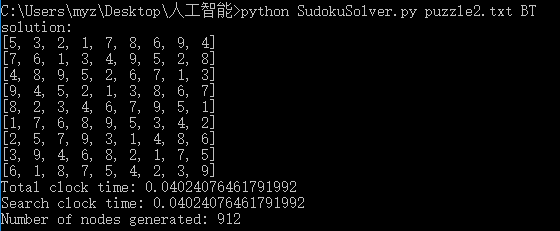 C:\Users\myz\Desktop\人工智能>python SudokuSolver.py puzzle2.txt BT
solution:
[5, 3, 2, 1, 7, 8, 6, 9, 4]
[7, 6, 1, 3, 4, 9, 5, 2, 8]
[4, 8, 9, 5, 2, 6, 7, 1, 3]
[9, 4, 5, 2, 1, 3, 8, 6, 7]
[8, 2, 3, 4, 6, 7, 9, 5, 1]
[1, 7, 6, 8, 9, 5, 3, 4, 2]
[2, 5, 7, 9, 3, 1, 4, 8, 6]
[3, 9, 4, 6, 8, 2, 1, 7, 5]
[6, 1, 8, 7, 5, 4, 2, 3, 9]
Total clock time: 0.04024076461791992
Search clock time: 0.04024076461791992
Number of nodes generated: 912